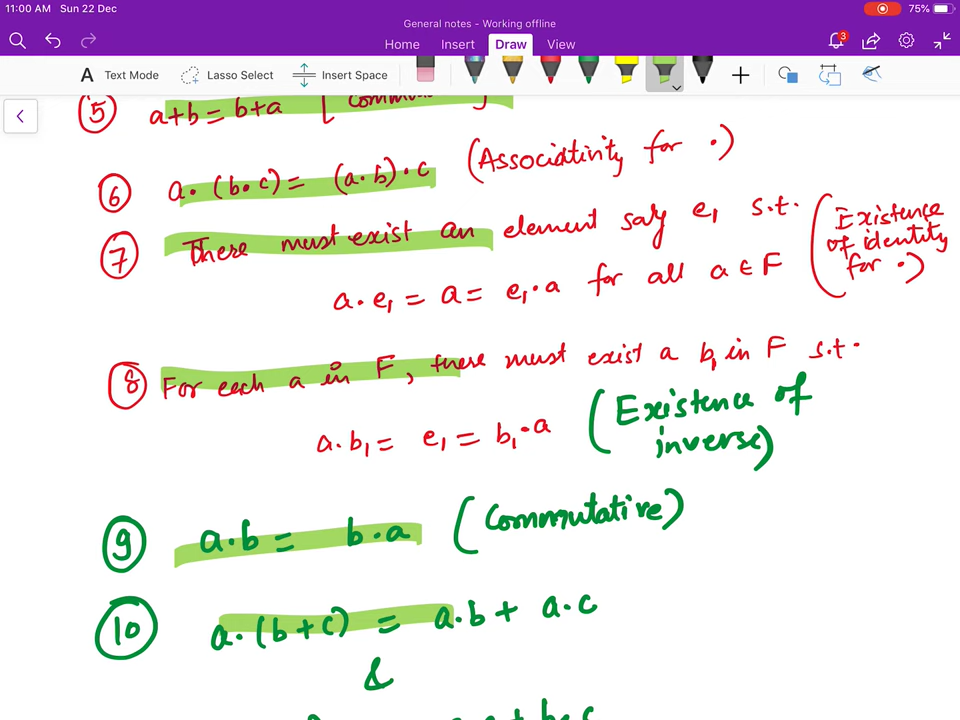 11:00 AM Sun 22 Dec
75%
General notes - Working offline
Home Insert Draw View
3
A Text Mode Lasso Select Insert Space
⑤ a+b = b+a [
⑥ a·(b·c) = (a·b)·c (Associativity for ·)
⑦ There must exist an element say e₁ s.t. (Existence
of identity
for ·)
a·e₁ = a = e₁·a for all a ∈ F
⑧ For each a in F, there must exist a b₁ in F s.t.
a·b₁ = e₁ = b₁·a (Existence of
inverse)
⑨ a·b = b·a (Commutative)
⑩ a·(b+c) = a·b + a·c
&